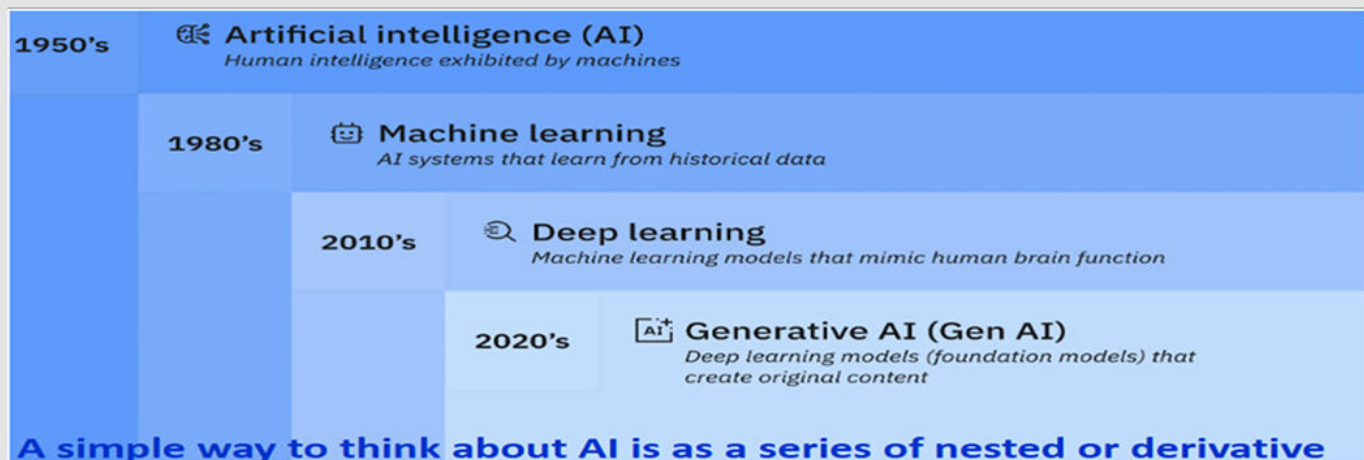 1950's
Artificial intelligence (AI)
Human intelligence exhibited by machines
1980's
Machine learning
AI systems that learn from historical data
2010's
Deep learning
Machine learning models that mimic human brain function
2020's
AI
Generative AI (Gen AI)
Deep learning models (foundation models) that
create original content
A simple way to think about AI is as a series of nested or derivative